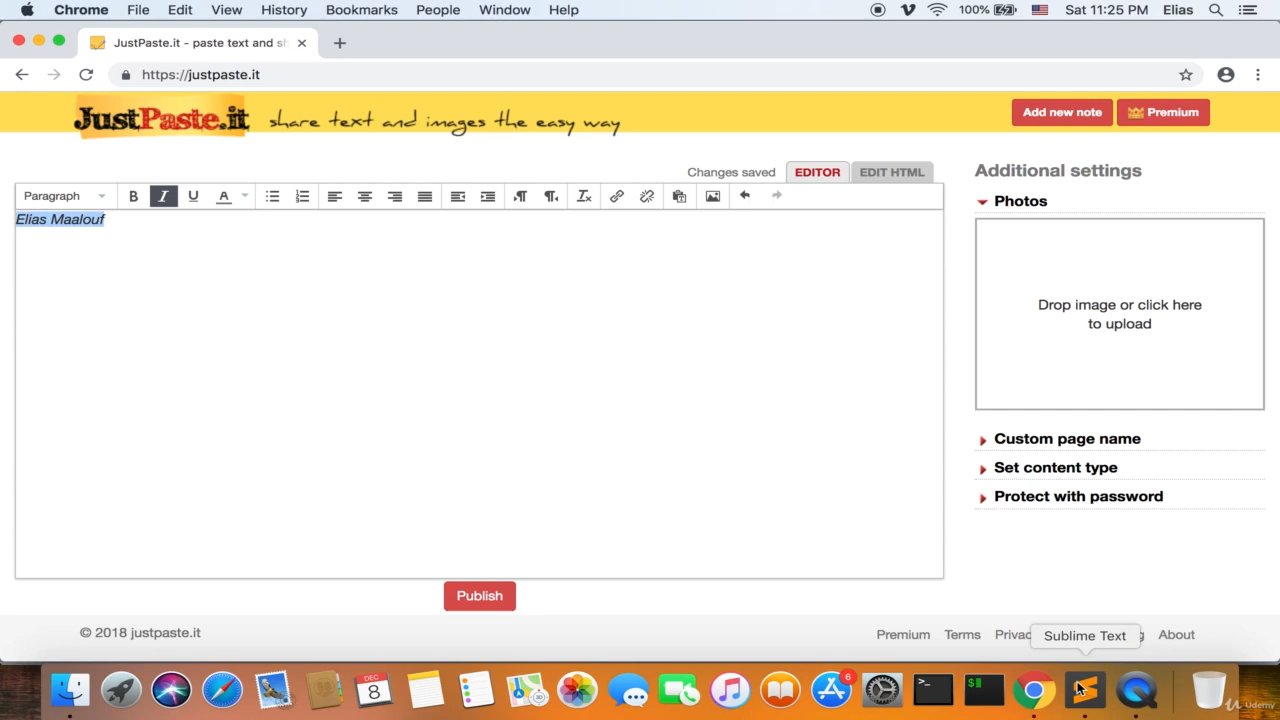 Chrome File Edit View History Bookmarks People Window Help 100% Sat 11:25 PM Elias
JustPaste.it - paste text and sh
https://justpaste.it
JustPaste.it share text and images the easy way Add new note Premium
Changes saved EDITOR EDIT HTML Additional settings
Paragraph B I U A
Photos
Elias Maalouf
Drop image or click here
to upload
Custom page name
Set content type
Protect with password
Publish
© 2018 justpaste.it Premium Terms Privac Sublime Text g About
6
DEC
8
3D
>_
$
Udemy